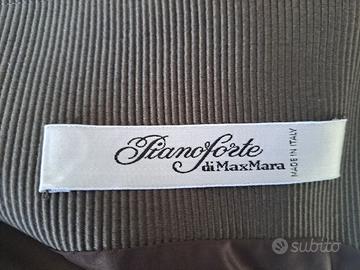 Pianoforte
di MaxMara
MADE IN ITALY
subito